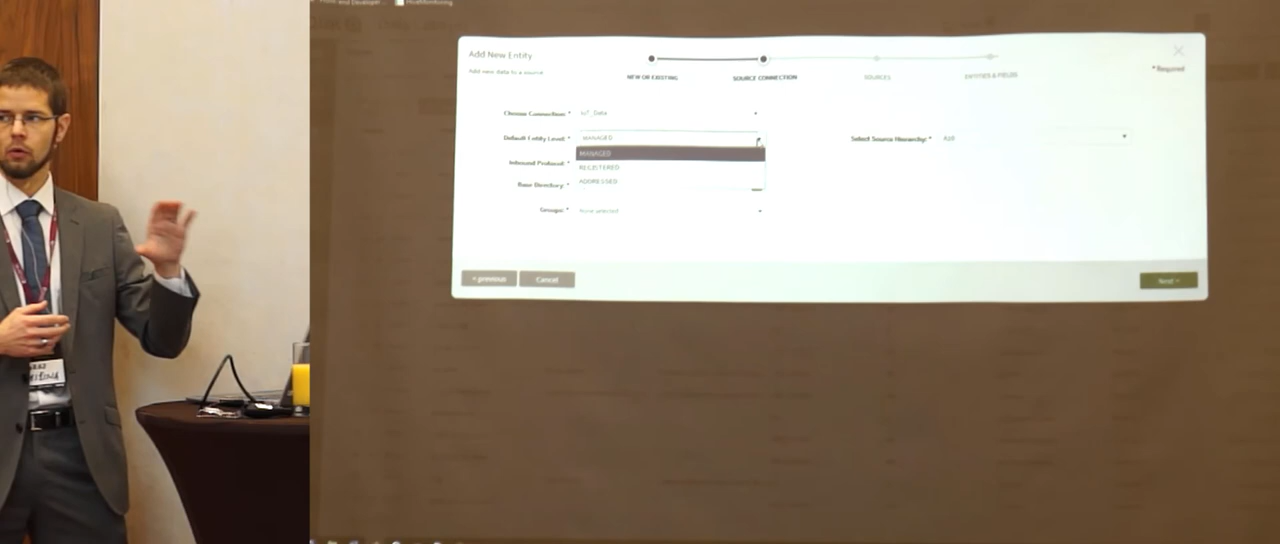 Add New Entity
Add new data to a source
NEW OR EXISTING
SOURCE CONNECTION
SOURCES
ENTITIES & FIELDS
* Required
Choose Connection: * IoT_Data
Default Entity Level: * MANAGED
Select Source Hierarchy: *
MANAGED
REGISTERED
ADDRESSED
Inbound Protocol: *
Base Directory: *
Groups: * None selected
< previous
Cancel
Next >